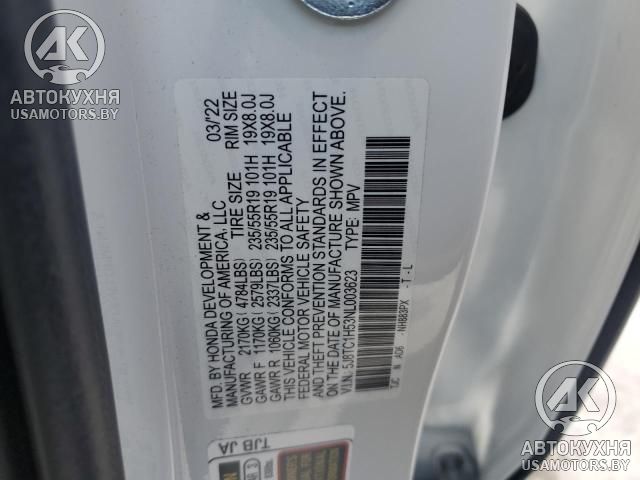 MFD. BY HONDA DEVELOPMENT & 03/22
MANUFACTURING OF AMERICA, LLC
TIRE SIZE RIM SIZE
GVWR 2170KG( 4784LBS)
GAWR F 1170KG( 2579LBS) 235/55R19 101H 19X8.0J
GAWR R 1060KG( 2337LBS) 235/55R19 101H 19X8.0J
THIS VEHICLE CONFORMS TO ALL APPLICABLE
FEDERAL MOTOR VEHICLE SAFETY
AND THEFT PREVENTION STANDARDS IN EFFECT
ON THE DATE OF MANUFACTURE SHOWN ABOVE.
V.I.N.: 5J8TC1H53NL003623 TYPE: MPV
TJC N AD6 -NH883PX -T -L
TJB JA
АВТОКУХНЯ
USAMOTORS.BY
АВТОКУХНЯ
USAMOTORS.BY